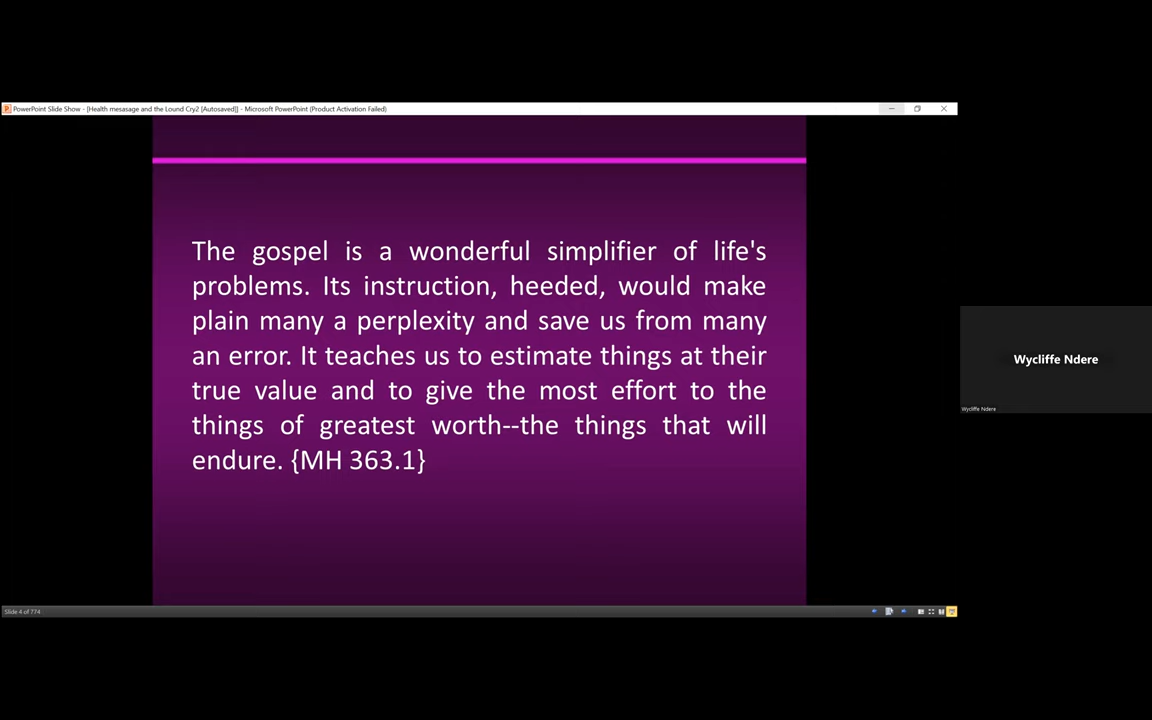 PowerPoint Slide Show - [Health mesasage and the Lound Cry2 [Autosaved]] - Microsoft PowerPoint (Product Activation Failed)
The gospel is a wonderful simplifier of life's
problems. Its instruction, heeded, would make
plain many a perplexity and save us from many
an error. It teaches us to estimate things at their
true value and to give the most effort to the
things of greatest worth--the things that will
endure. {MH 363.1}
Wycliffe Ndere
Wycliffe Ndere
Slide 4 of 774